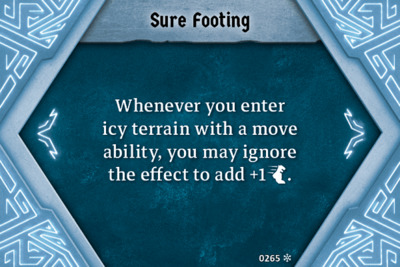 Sure Footing
Whenever you enter
icy terrain with a move
ability, you may ignore
the effect to add +1.
0265